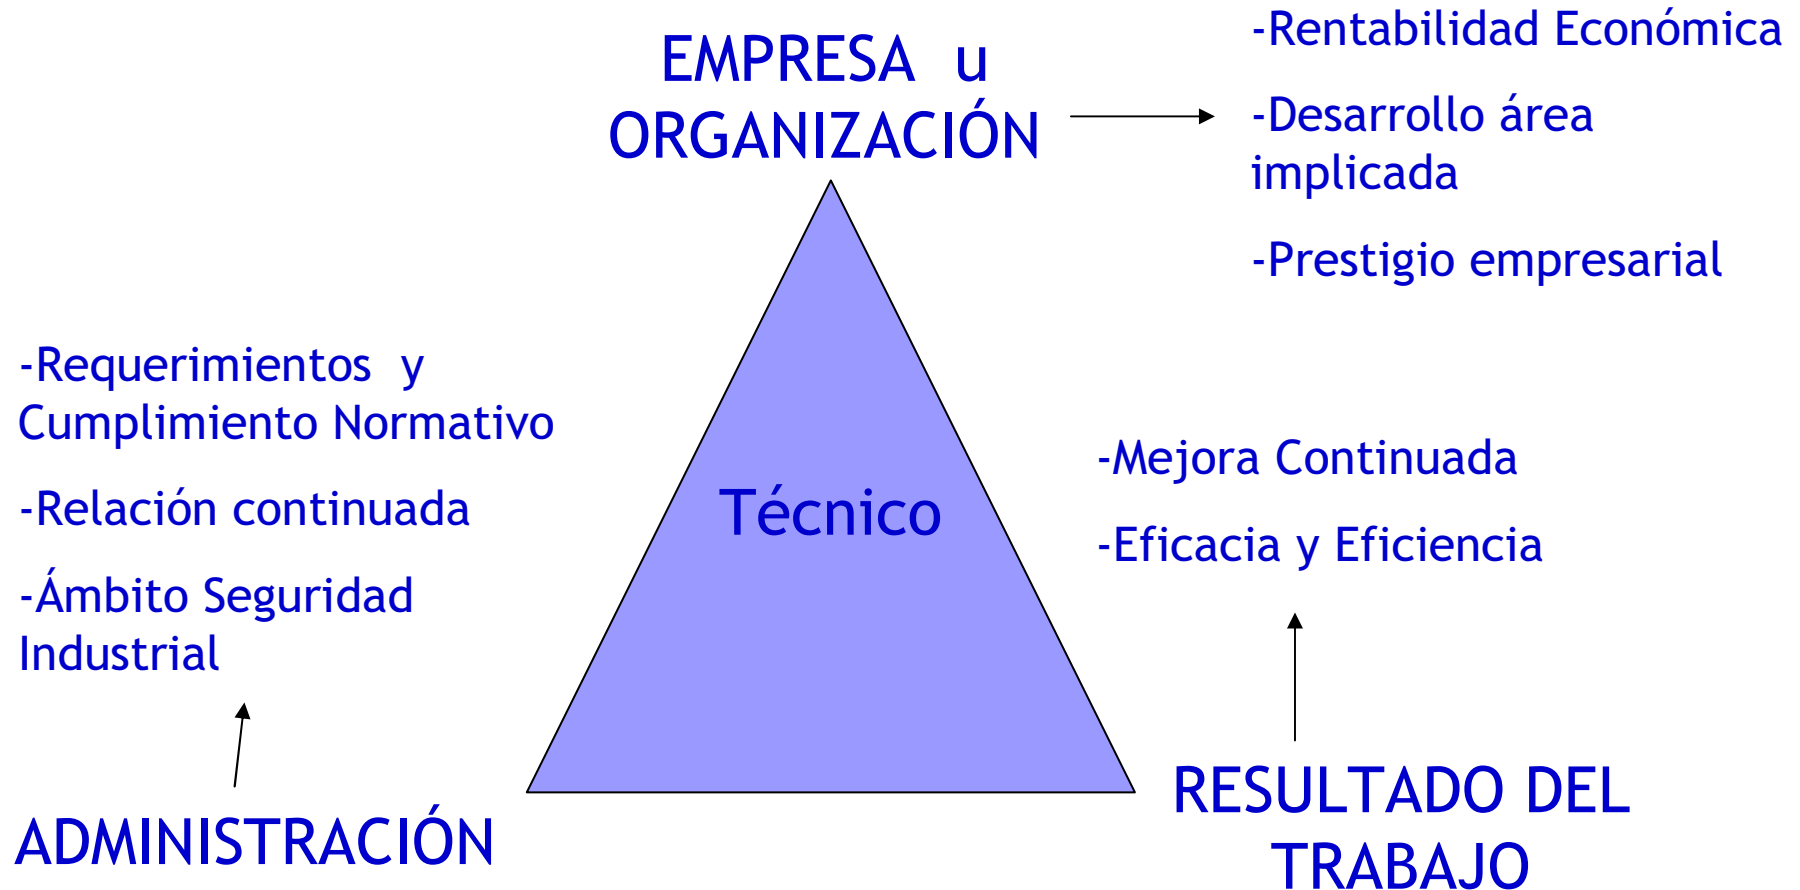 EMPRESA u
ORGANIZACIÓN
-Rentabilidad Económica
-Desarrollo área
implicada
-Prestigio empresarial
-Requerimientos y
Cumplimiento Normativo
-Relación continuada
-Ámbito Seguridad
Industrial
Técnico
-Mejora Continuada
-Eficacia y Eficiencia
ADMINISTRACIÓN
RESULTADO DEL
TRABAJO